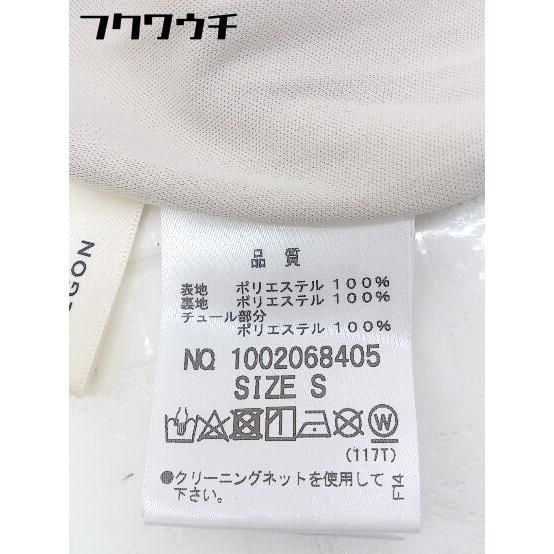 フクワウチ
EGON
品質
表地 ポリエステル 100%
裏地 ポリエステル 100%
チュール部分
ポリエステル 100%
NO. 1002068405
SIZE S
W
(117T)
●クリーニングネットを使用して
下さい。
F14